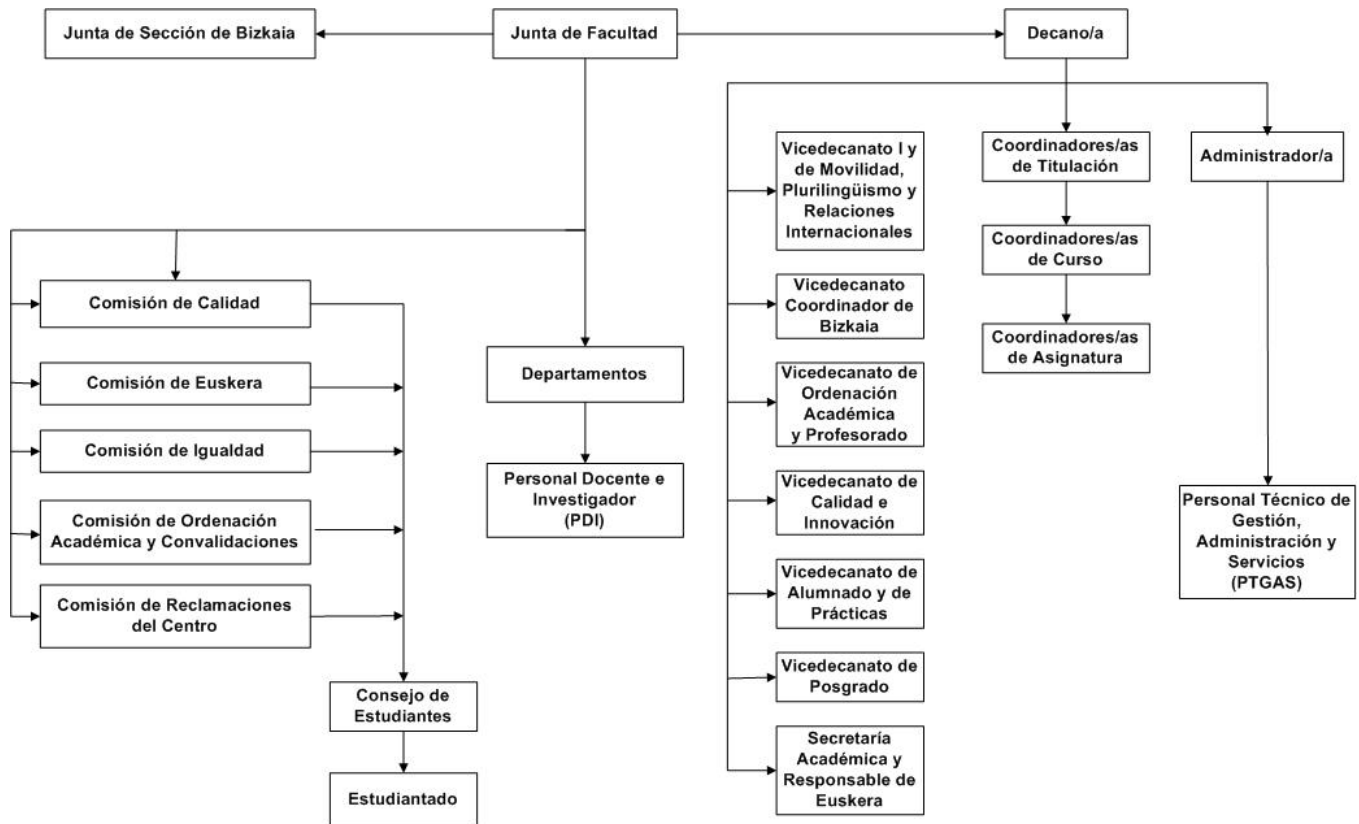 Junta de Sección de Bizkaia
Junta de Facultad
Decano/a
Vicedecanato I y
de Movilidad,
Plurilingüismo y
Relaciones
Internacionales
Coordinadores/as
de Titulación
Administrador/a
Coordinadores/as
de Curso
Comisión de Calidad
Vicedecanato
Coordinador de
Bizkaia
Coordinadores/as
de Asignatura
Comisión de Euskera
Departamentos
Vicedecanato de
Ordenación
Académica
y Profesorado
Comisión de Igualdad
Personal Docente e
Investigador
(PDI)
Vicedecanato de
Calidad e
Innovación
Personal Técnico de
Gestión,
Administración y
Servicios
(PTGAS)
Comisión de Ordenación
Académica y Convalidaciones
Comisión de Reclamaciones
del Centro
Vicedecanato de
Alumnado y de
Prácticas
Consejo de
Estudiantes
Vicedecanato de
Posgrado
Estudiantado
Secretaría
Académica y
Responsable de
Euskera